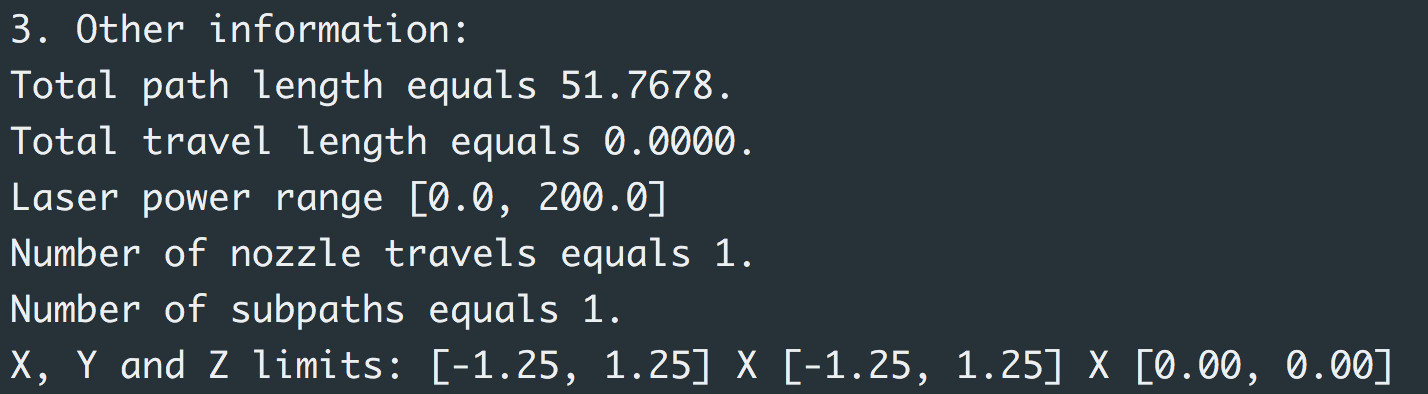 3. Other information:
Total path length equals 51.7678.
Total travel length equals 0.0000.
Laser power range [0.0, 200.0]
Number of nozzle travels equals 1.
Number of subpaths equals 1.
X, Y and Z limits: [-1.25, 1.25] X [-1.25, 1.25] X [0.00, 0.00]